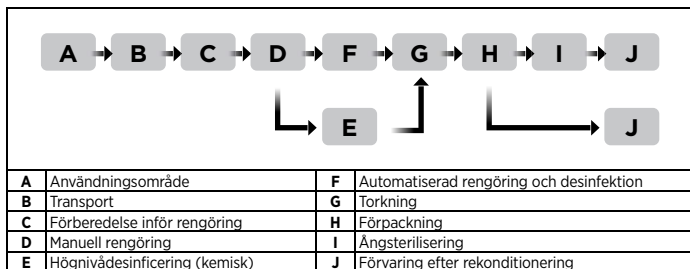 A B C D F G H I J
E J
A Användningsområde F Automatiserad rengöring och desinfektion
B Transport G Torkning
C Förberedelse inför rengöring H Förpackning
D Manuell rengöring I Ångsterilisering
E Högnivådesinficering (kemisk) J Förvaring efter rekonditionering